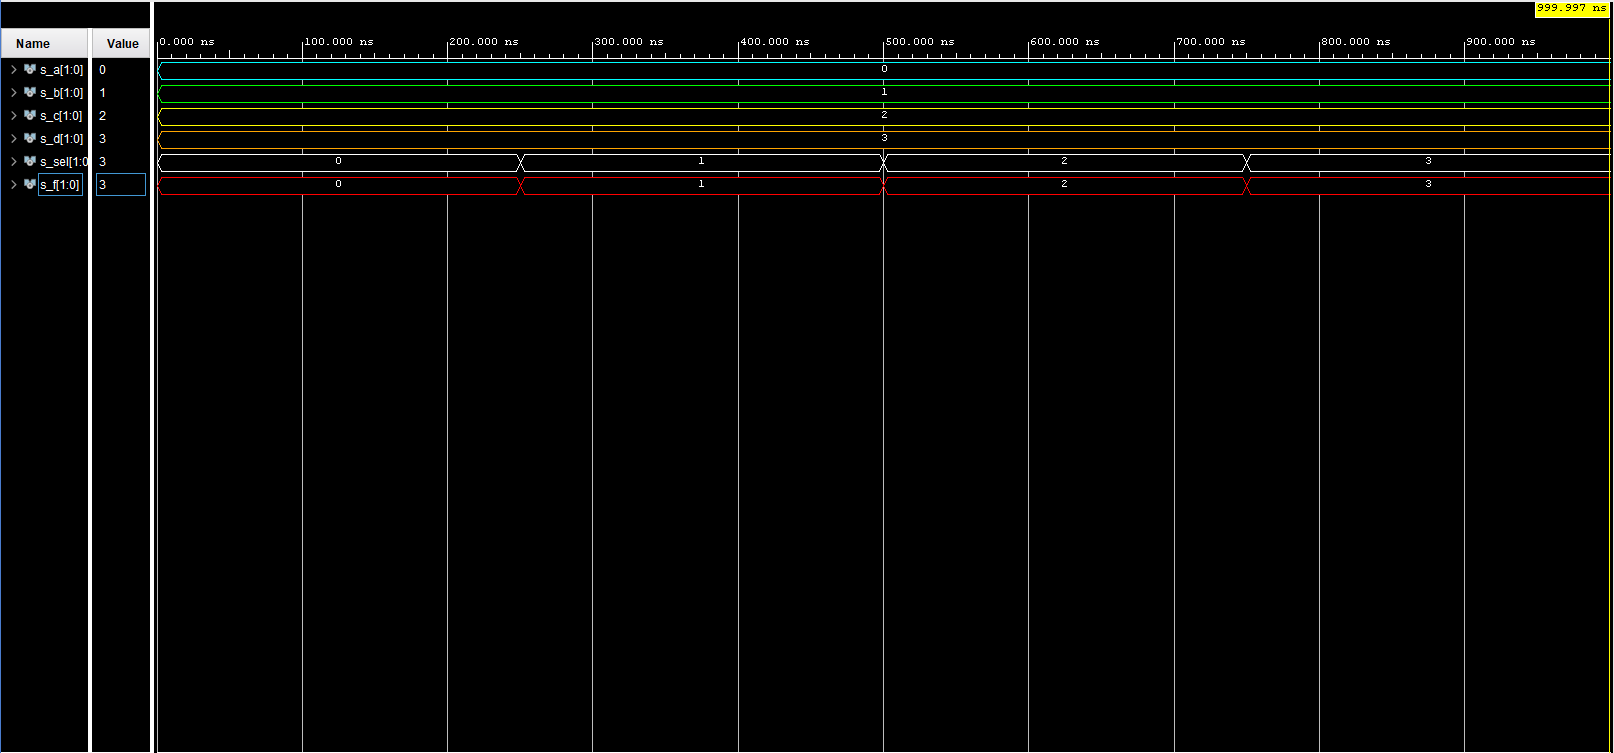 999.997 ns
Name Value 0.000 ns 100.000 ns 200.000 ns 300.000 ns 400.000 ns 500.000 ns 600.000 ns 700.000 ns 800.000 ns 900.000 ns
s_a[1:0] 0 0
s_b[1:0] 1 1
s_c[1:0] 2 2
s_d[1:0] 3 3
s_sel[1:0 3 0 1 2 3
s_f[1:0] 3 0 1 2 3